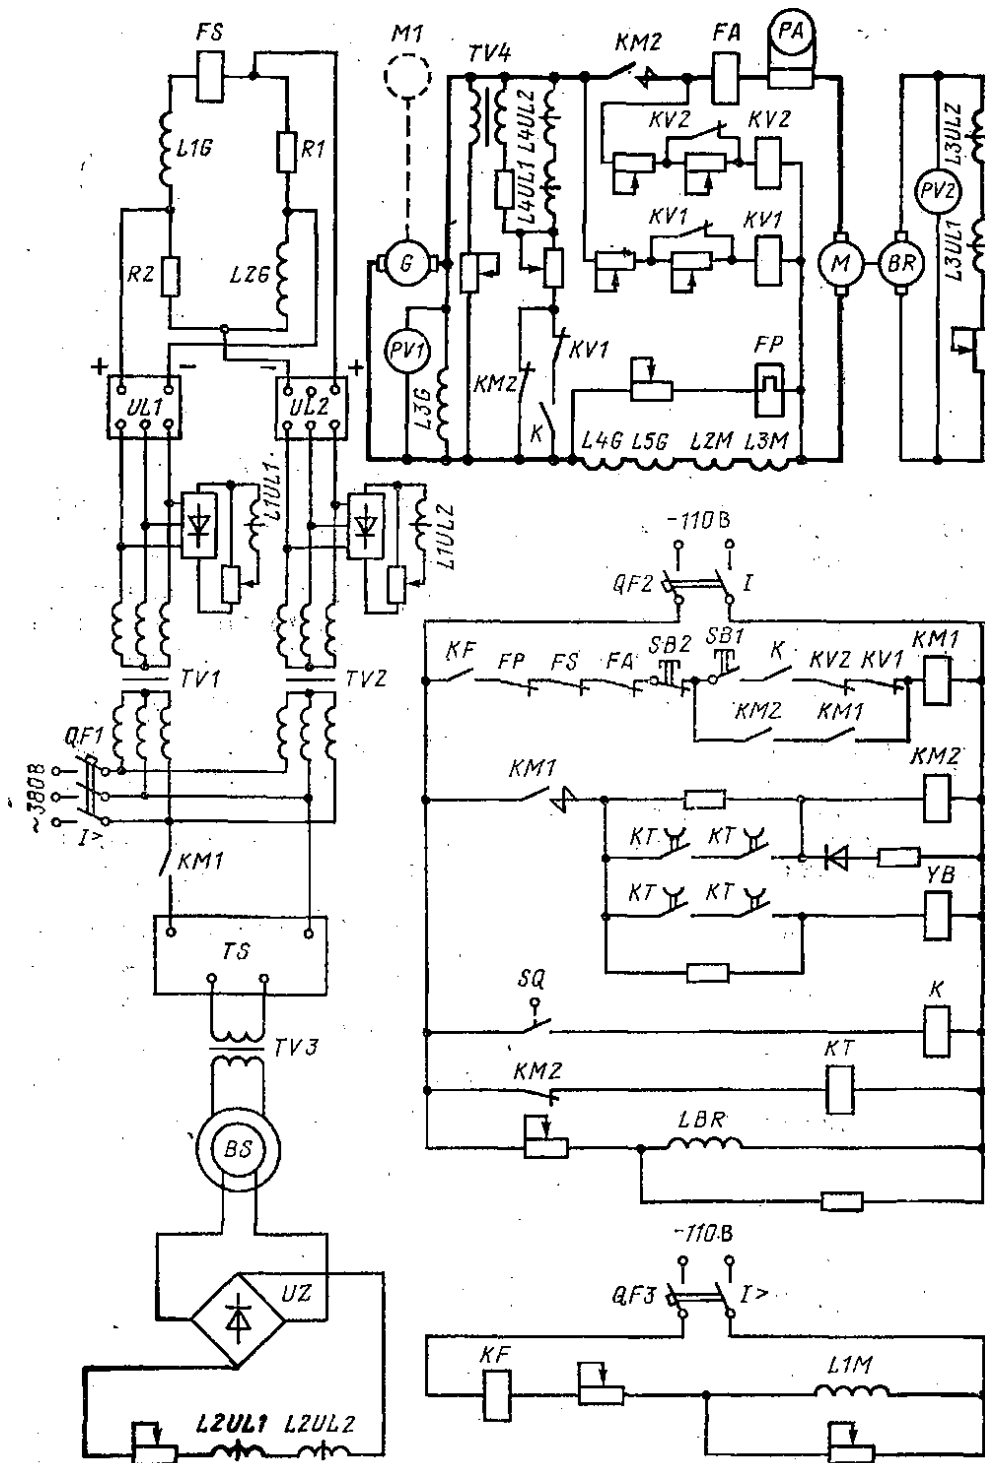 FS
M1
TV4
KM2
FA
PA
L1G
R1
L4UL1
L4UL2
KV2
KV2
PV2
L3UL1
L3UL2
R2
L2G
G
KV1
KV1
M
BR
+
−
−
+
PV1
L3G
KM2
KV1
K
FP
UL1
UL2
L4G
L5G
L2M
L3M
L1UL1
L1UL2
-110В
QF2
I
KF
FP
FS
FA
SB2
SB1
K
KV2
KV1
KM1
KM2
KM1
TV1
TV2
QF1
~380В
I>
KM1
KM1
KM2
KT
KT
KT
KT
YB
TS
SQ
K
TV3
KM2
KT
BS
LBR
UZ
-110В
QF3
I>
KF
L1M
L2UL1
L2UL2